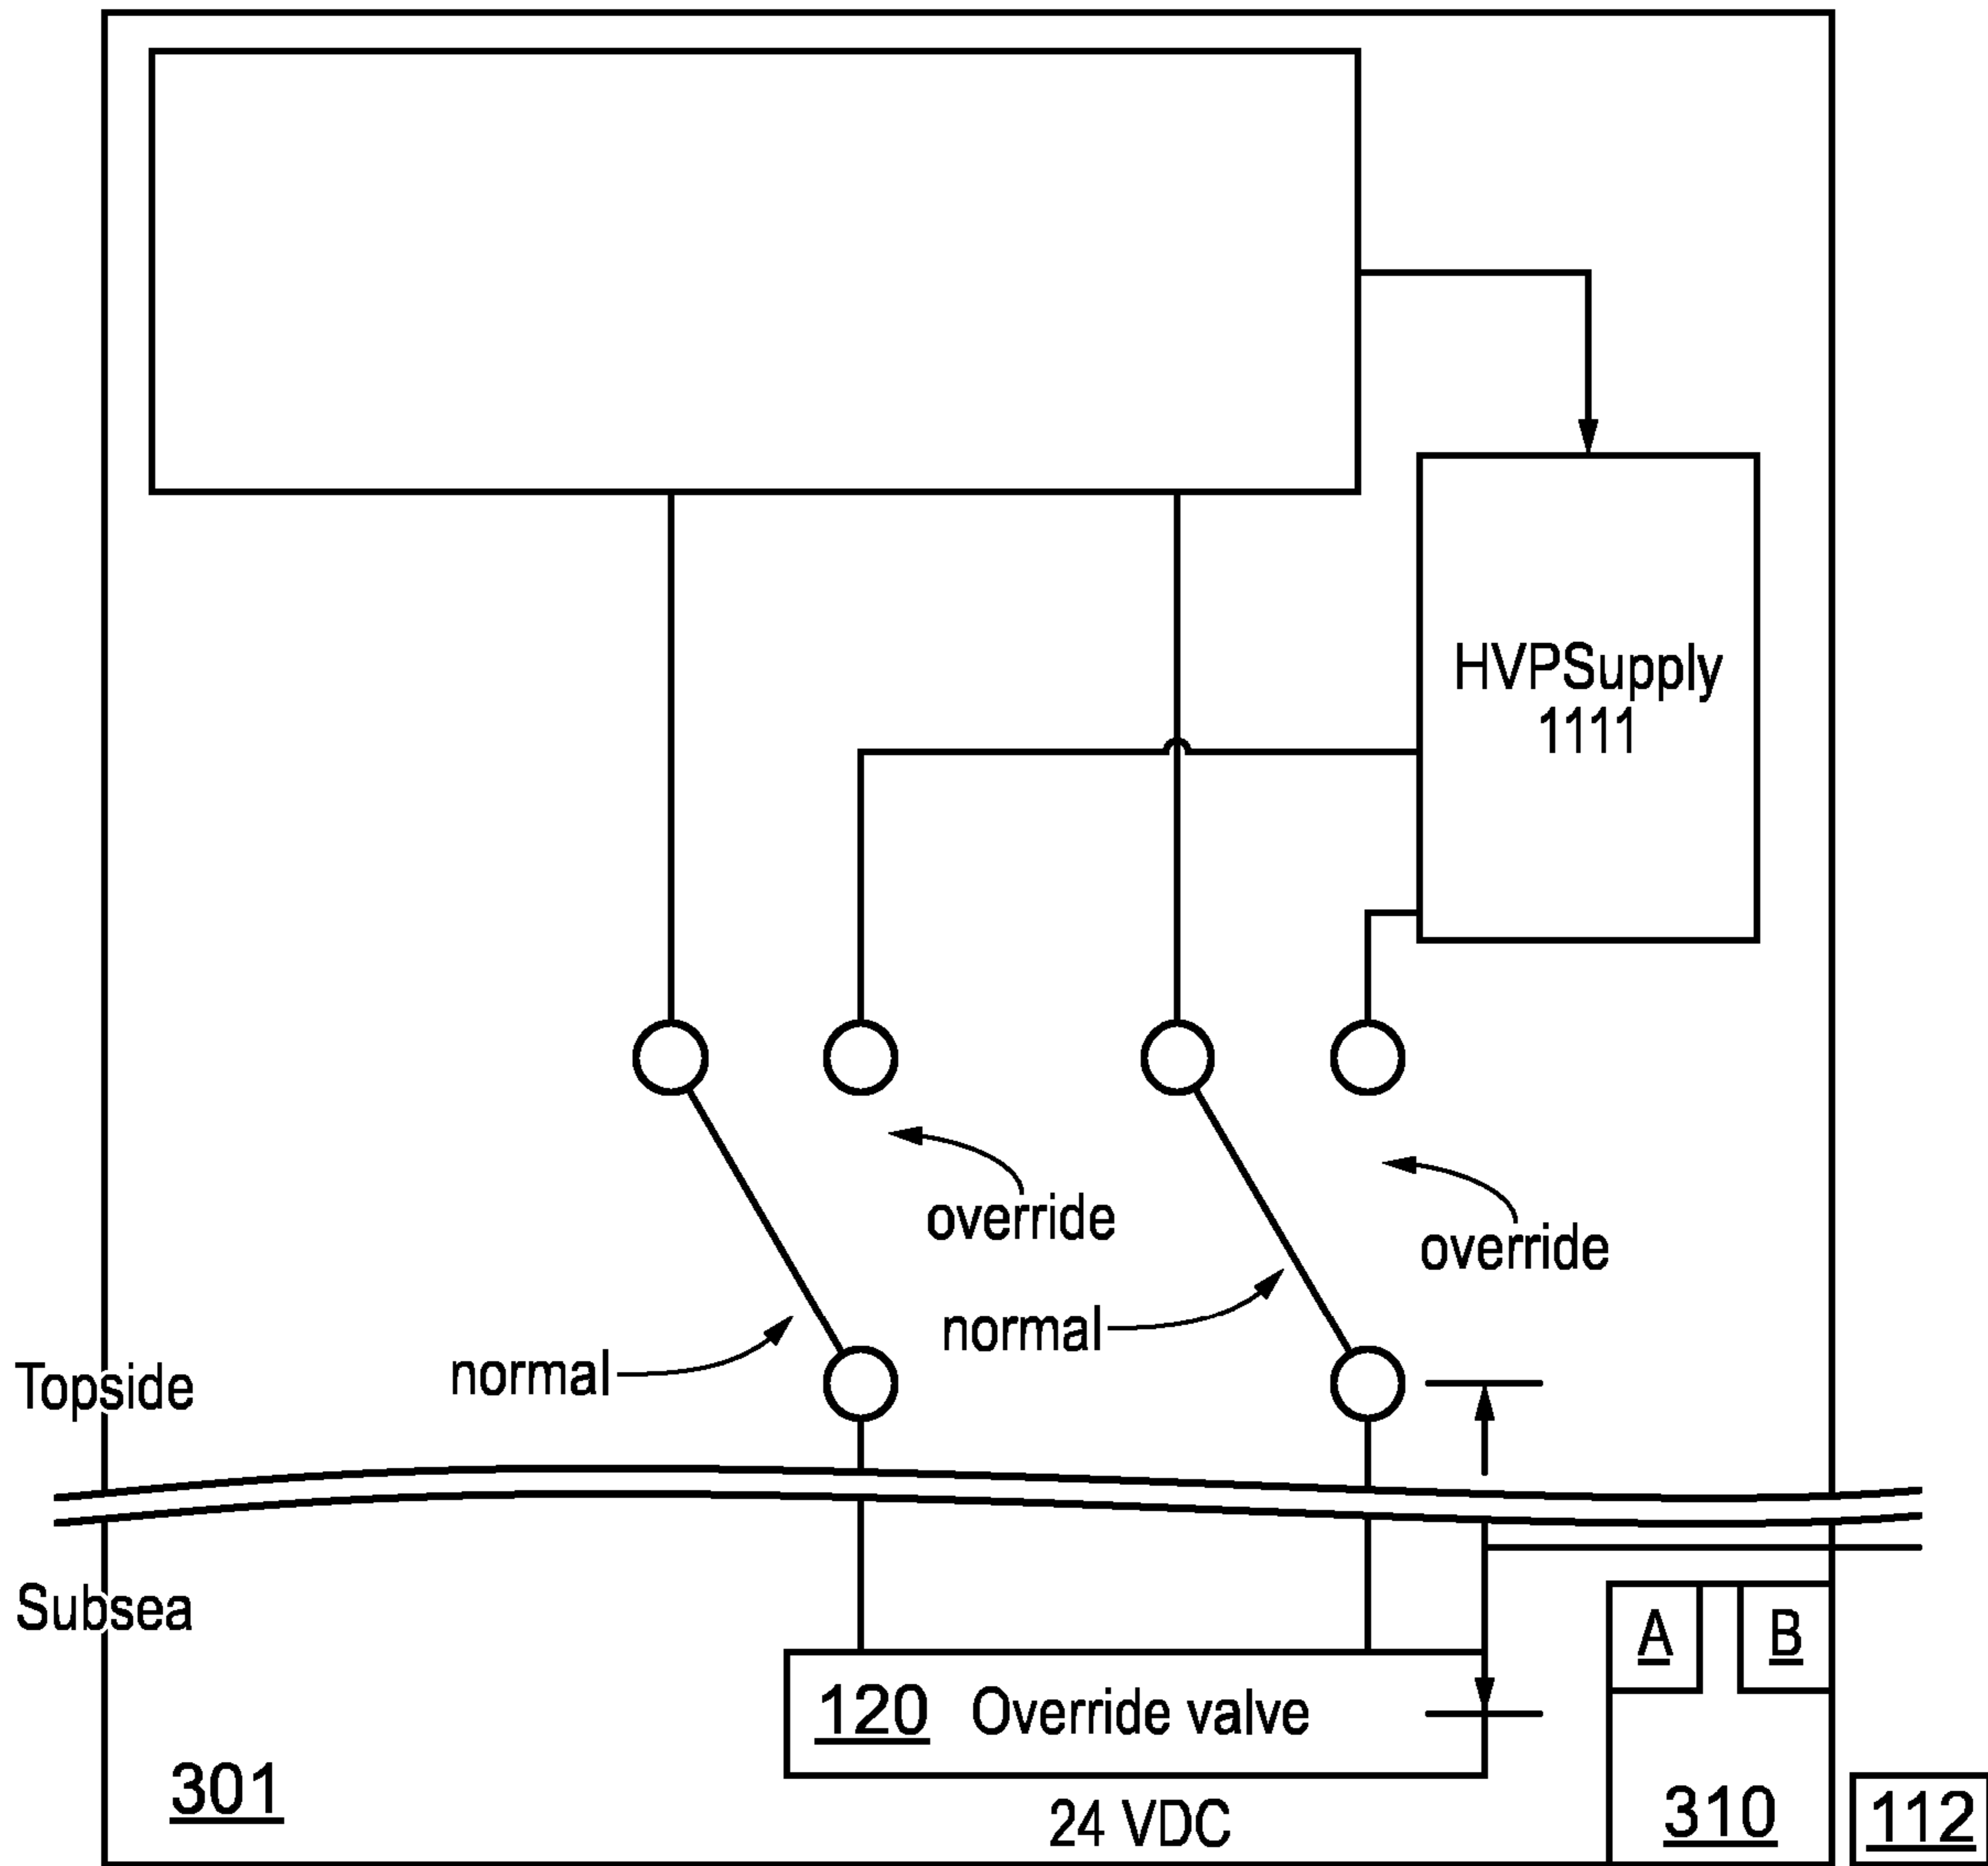 HVPSupply
1111
override
override
normal
normal
Topside
Subsea
A
B
120 Override valve
301
24 VDC
310
112